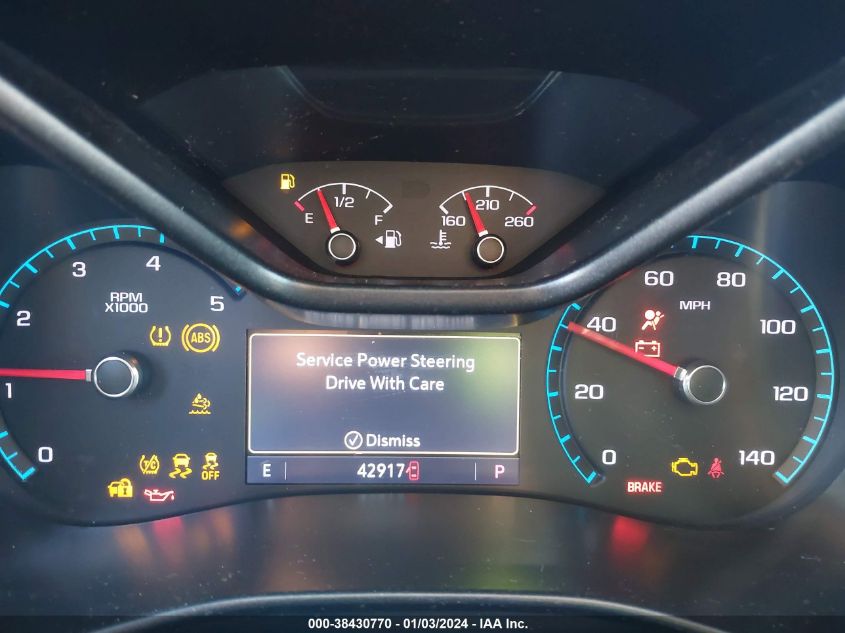 1/2
E
F
210
160
260
4
3
5
RPM
X1000
2
1
0
ABS
T/C
OFF
Service Power Steering
Drive With Care
Dismiss
E
42917
P
60
80
MPH
40
100
20
120
0
140
BRAKE
000-38430770 - 01/03/2024 - IAA Inc.